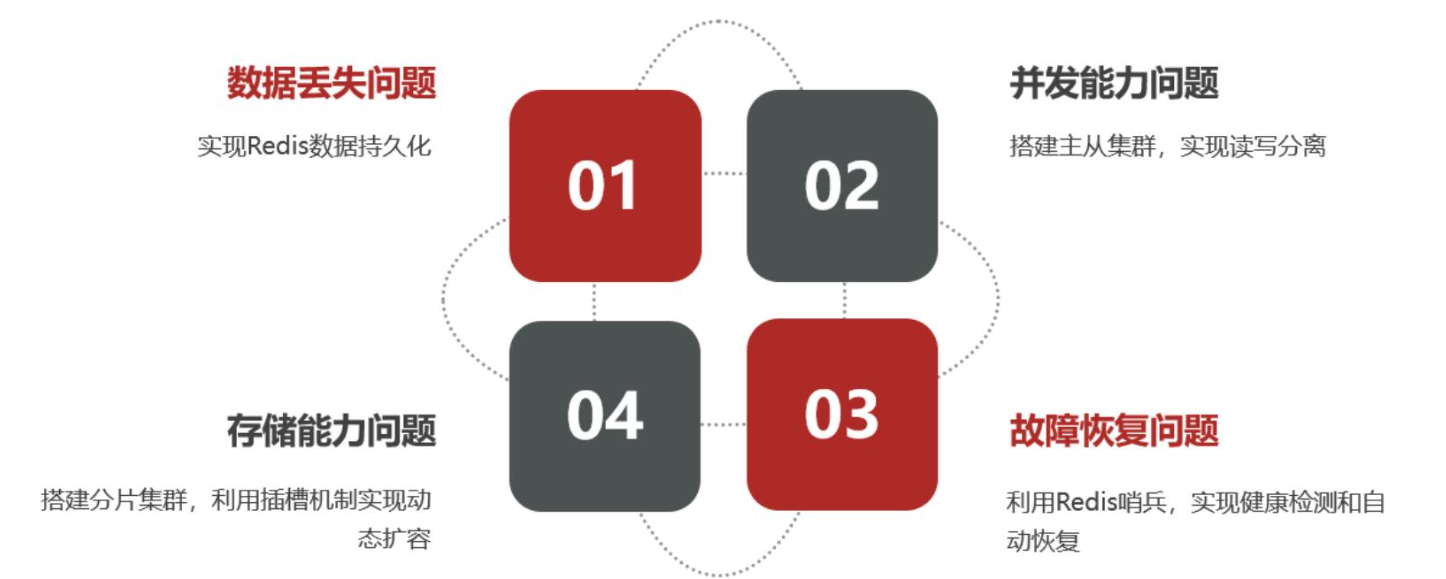 数据丢失问题
实现Redis数据持久化
01
02
并发能力问题
搭建主从集群，实现读写分离
存储能力问题
搭建分片集群，利用插槽机制实现动
态扩容
04
03
故障恢复问题
利用Redis哨兵，实现健康检测和自
动恢复